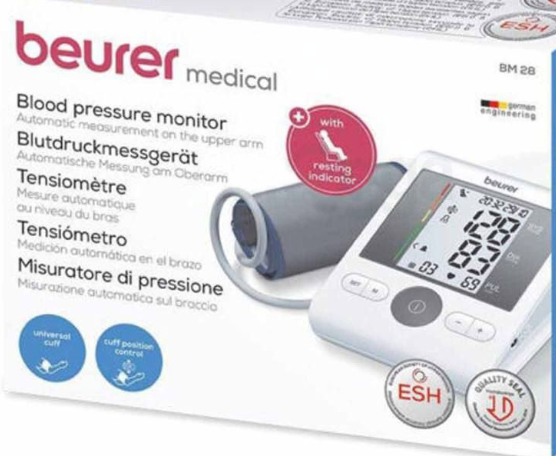 ESH
beurer medical
BM 28
german
engineering
Blood pressure monitor
Automatic measurement on the upper arm
Blutdruckmessgerät
Automatische Messung am Oberarm
Tensiomètre
Mesure automatique
au niveau du bras
Tensiómetro
Medición automática en el brazo
Misuratore di pressione
Misurazione automatica sul braccio
+
with
resting
indicator
beurer
128
83
03
69 PUL
SET
M
- +
universal
cuff
cuff position
control
ESH
QUALITY SEAL